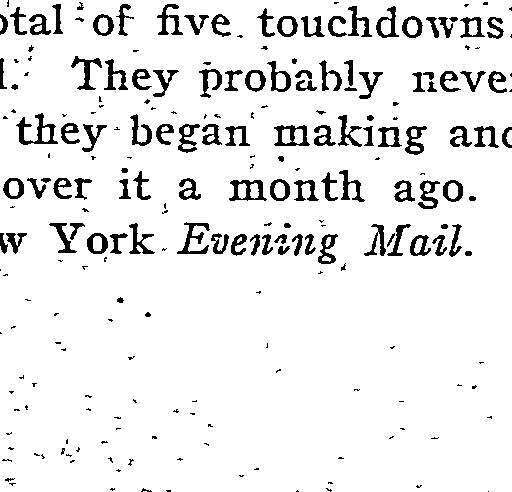 otal of five touchdowns
l. They probably never
they began making and
over it a month ago.
w York Evening Mail.